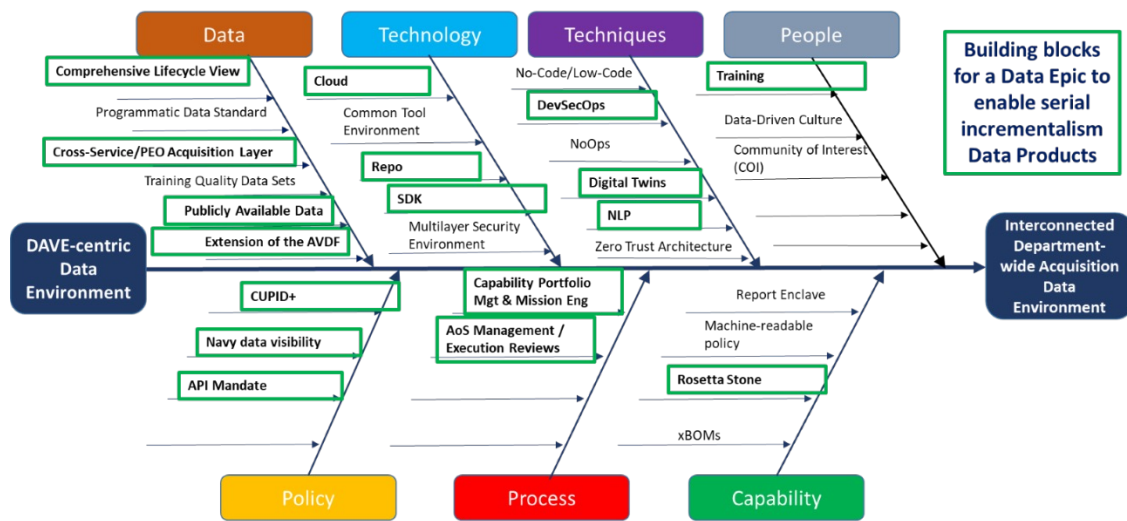 Data
Technology
Techniques
People
Comprehensive Lifecycle View
Programmatic Data Standard
Cross-Service/PEO Acquisition Layer
Training Quality Data Sets
Publicly Available Data
Extension of the AVDF
Cloud
Common Tool
Environment
Repo
SDK
Multilayer Security
Environment
No-Code/Low-Code
DevSecOps
NoOps
Digital Twins
NLP
Zero Trust Architecture
Training
Data-Driven Culture
Community of Interest
(COI)
Building blocks
for a Data Epic to
enable serial
incrementalism
Data Products
DAVE-centric
Data
Environment
Interconnected
Department-
wide Acquisition
Data
Environment
CUPID+
Navy data visibility
API Mandate
Capability Portfolio
Mgt & Mission Eng
AoS Management /
Execution Reviews
Report Enclave
Machine-readable
policy
Rosetta Stone
xBOMs
Policy
Process
Capability